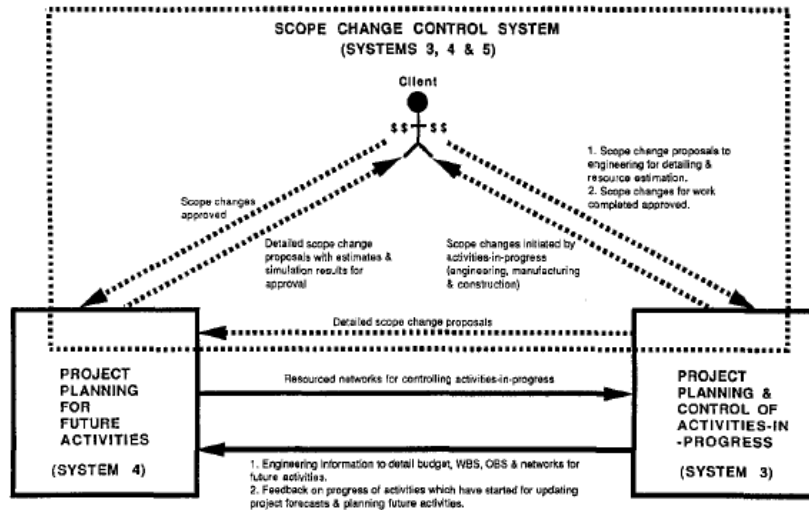 SCOPE CHANGE CONTROL SYSTEM
(SYSTEMS 3, 4 & 5)
Client
$$ $$
1. Scope change proposals to
engineering for detailing &
resource estimation.
2. Scope changes for work
completed approved.
Scope changes
approved
Detailed scope change
proposals with estimates &
simulation results for
approval
Scope changes initiated by
activities-in-progress
(engineering, manufacturing
& construction)
Detailed scope change proposals
PROJECT
PLANNING
FOR
FUTURE
ACTIVITIES
(SYSTEM 4)
Resourced networks for controlling activities-in-progress
PROJECT
PLANNING &
CONTROL OF
ACTIVITIES-IN
-PROGRESS
(SYSTEM 3)
1. Engineering information to detail budget, WBS, OBS & networks for
future activities.
2. Feedback on progress of activities which have started for updating
project forecasts & planning future activities.